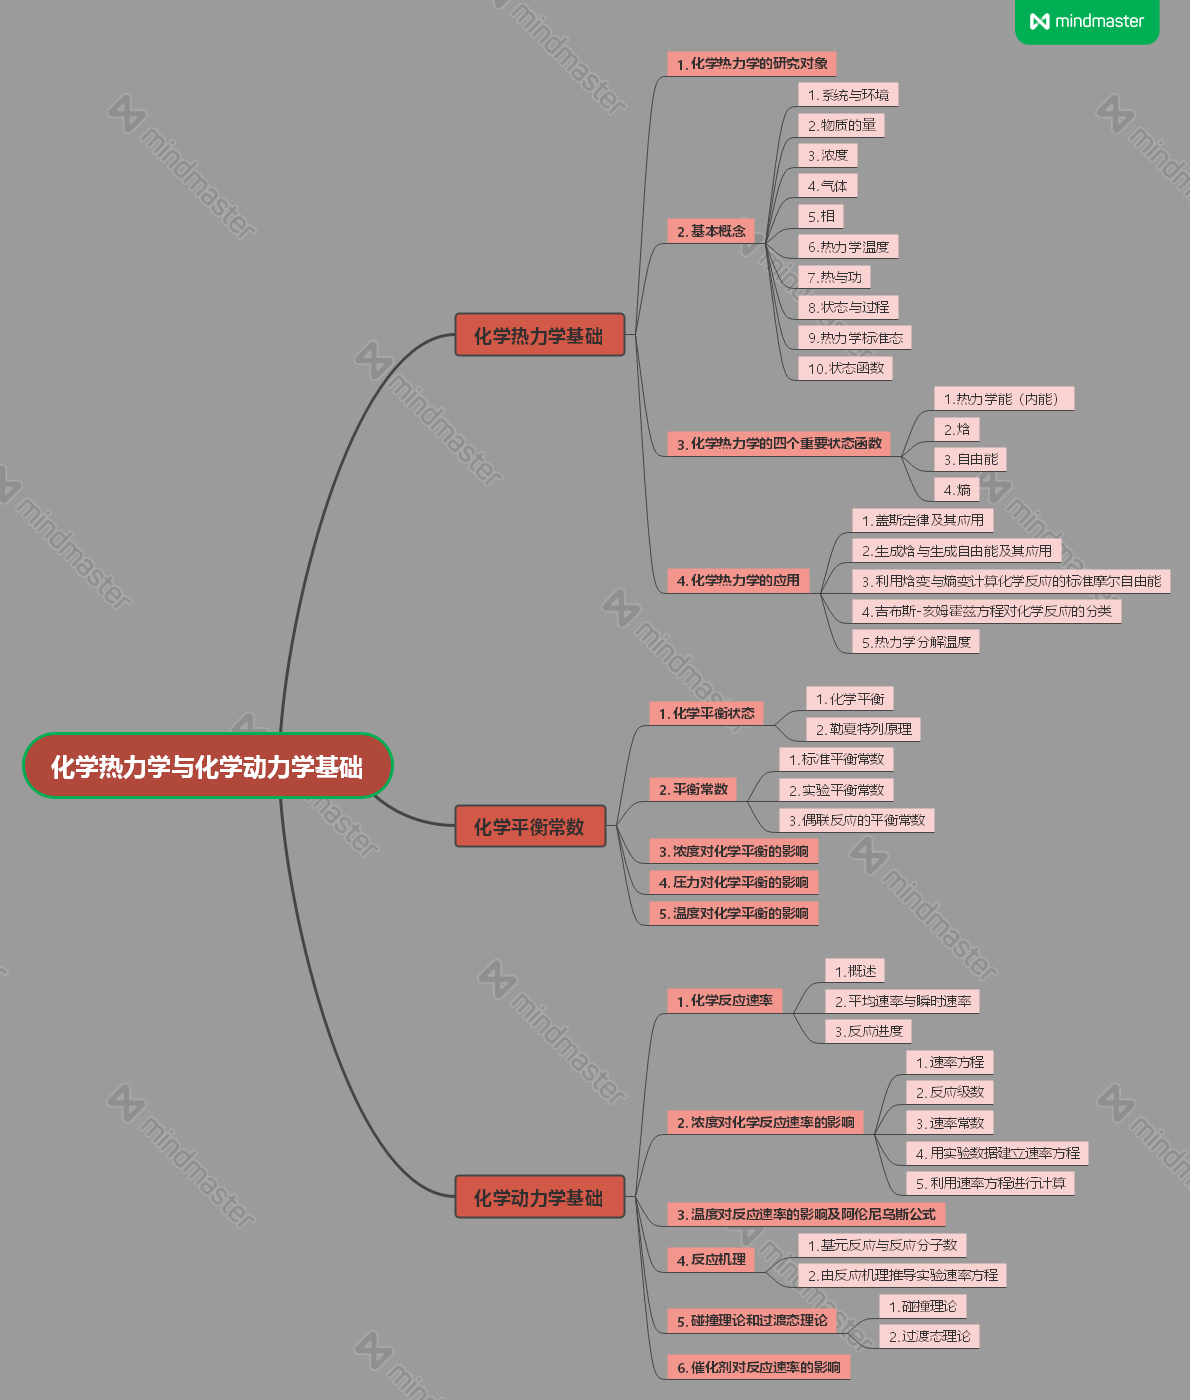 mindmaster
化学热力学与化学动力学基础
化学热力学基础
1.化学热力学的研究对象
2.基本概念
1.系统与环境
2.物质的量
3.浓度
4.气体
5.相
6.热力学温度
7.热与功
8.状态与过程
9.热力学标准态
10.状态函数
3.化学热力学的四个重要状态函数
1.热力学能（内能）
2.焓
3.自由能
4.熵
4.化学热力学的应用
1.盖斯定律及其应用
2.生成焓与生成自由能及其应用
3.利用焓变与熵变计算化学反应的标准摩尔自由能
4.吉布斯-亥姆霍兹方程对化学反应的分类
5.热力学分解温度
化学平衡常数
1.化学平衡状态
1.化学平衡
2.勒夏特列原理
2.平衡常数
1.标准平衡常数
2.实验平衡常数
3.偶联反应的平衡常数
3.浓度对化学平衡的影响
4.压力对化学平衡的影响
5.温度对化学平衡的影响
化学动力学基础
1.化学反应速率
1.概述
2.平均速率与瞬时速率
3.反应进度
2.浓度对化学反应速率的影响
1.速率方程
2.反应级数
3.速率常数
4.用实验数据建立速率方程
5.利用速率方程进行计算
3.温度对反应速率的影响及阿伦尼乌斯公式
4.反应机理
1.基元反应与反应分子数
2.由反应机理推导实验速率方程
5.碰撞理论和过渡态理论
1.碰撞理论
2.过渡态理论
6.催化剂对反应速率的影响